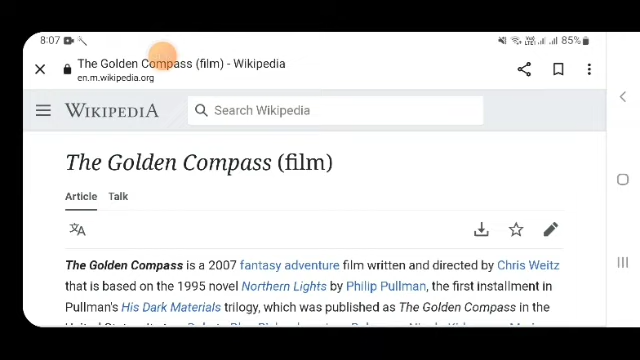 8:07 85%
The Golden Compass (film) - Wikipedia
en.m.wikipedia.org
WIKIPEDIA Search Wikipedia
The Golden Compass (film)
Article Talk
The Golden Compass is a 2007 fantasy adventure film written and directed by Chris Weitz
that is based on the 1995 novel Northern Lights by Philip Pullman, the first installment in
Pullman's His Dark Materials trilogy, which was published as The Golden Compass in the